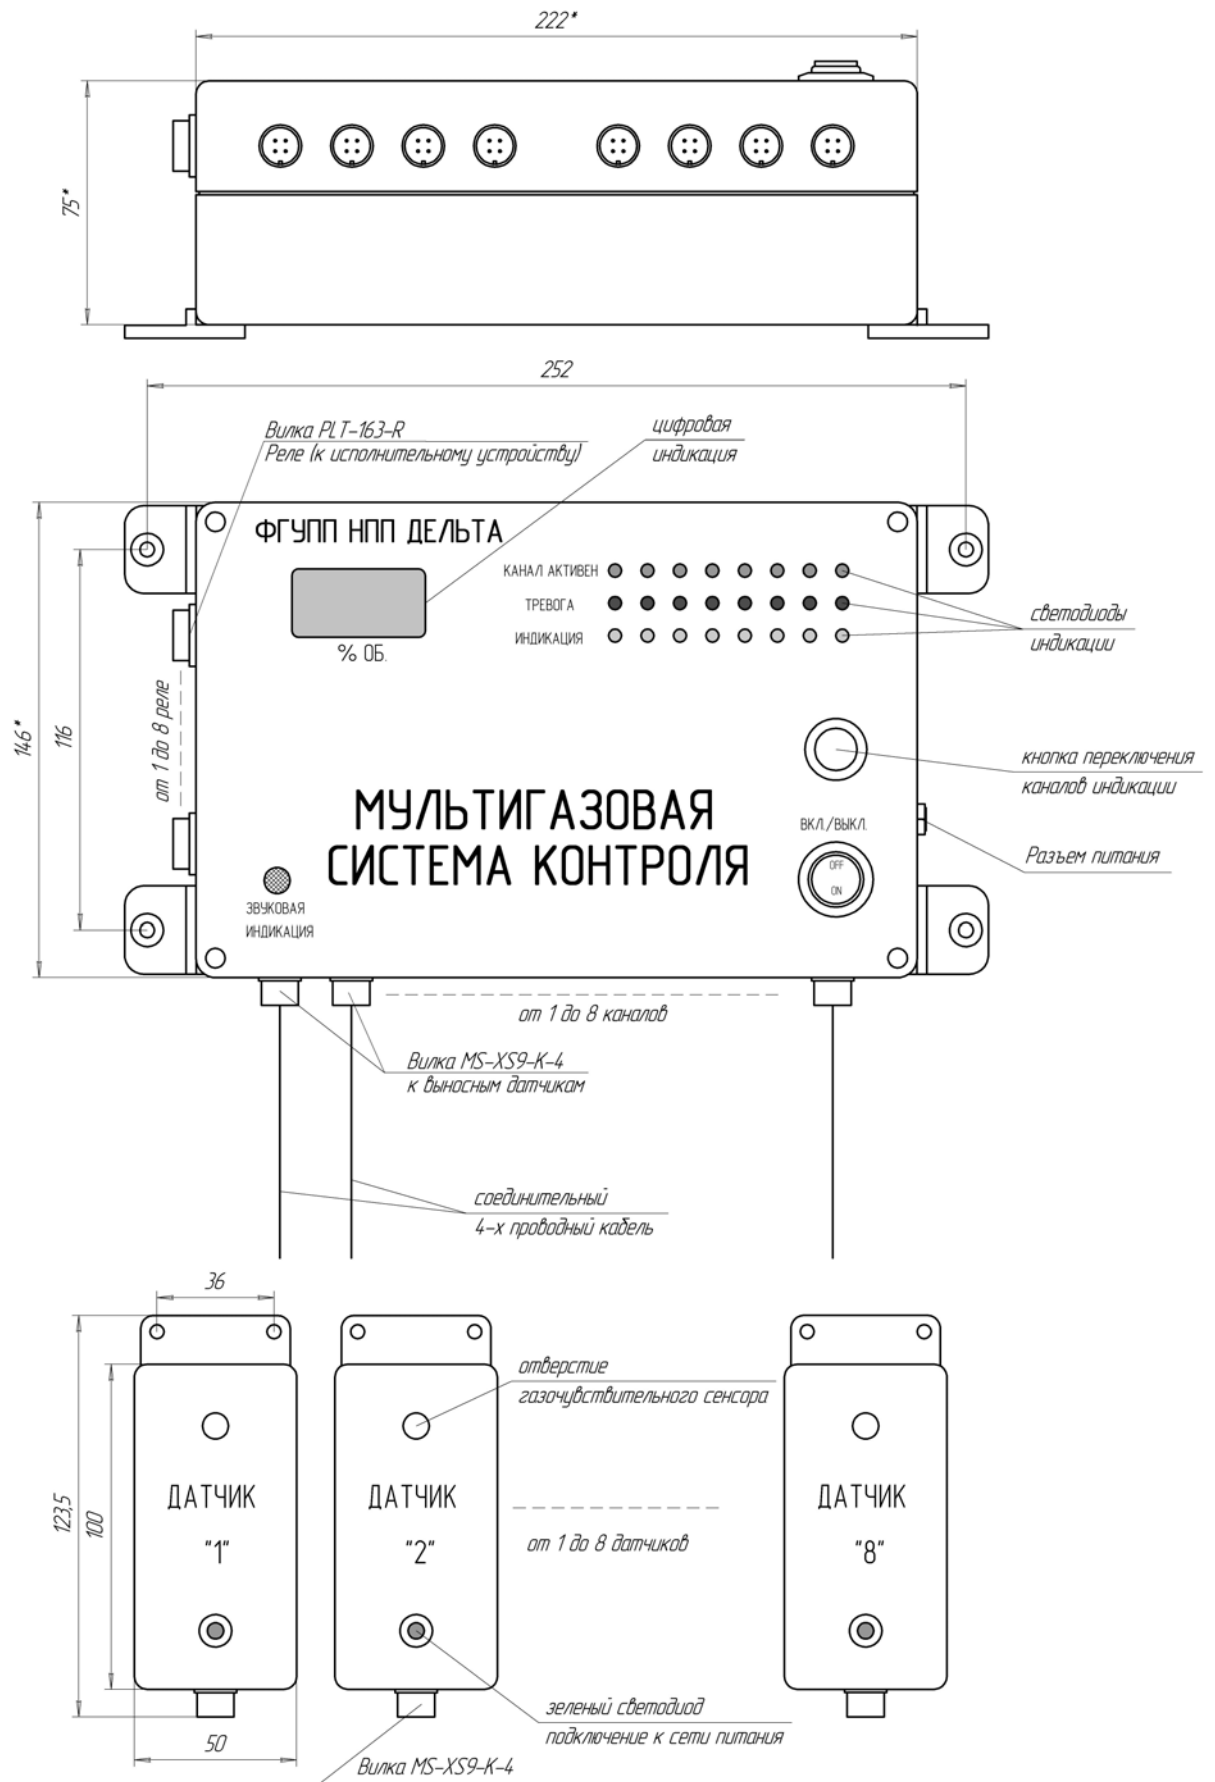 222*
75*
252
Вилка PLT-163-R
Реле (к исполнительному устройству)
цифровая
индикация
ФГУПП НПП ДЕЛЬТА
КАНАЛ АКТИВЕН
ТРЕВОГА
ИНДИКАЦИЯ
% ОБ.
светодиоды
индикации
146*
116
от 1 до 8 реле
кнопка переключения
каналов индикации
МУЛЬТИГАЗОВАЯ
СИСТЕМА КОНТРОЛЯ
ВКЛ./ВЫКЛ.
OFF
ON
Разъем питания
ЗВУКОВАЯ
ИНДИКАЦИЯ
от 1 до 8 каналов
Вилка MS-XS9-K-4
к выносным датчикам
соединительный
4-х проводный кабель
36
отверстие
газочувствительного сенсора
123,5
100
ДАТЧИК
"1"
ДАТЧИК
"2"
от 1 до 8 датчиков
ДАТЧИК
"8"
зеленый светодиод
подключение к сети питания
50
Вилка MS-XS9-K-4